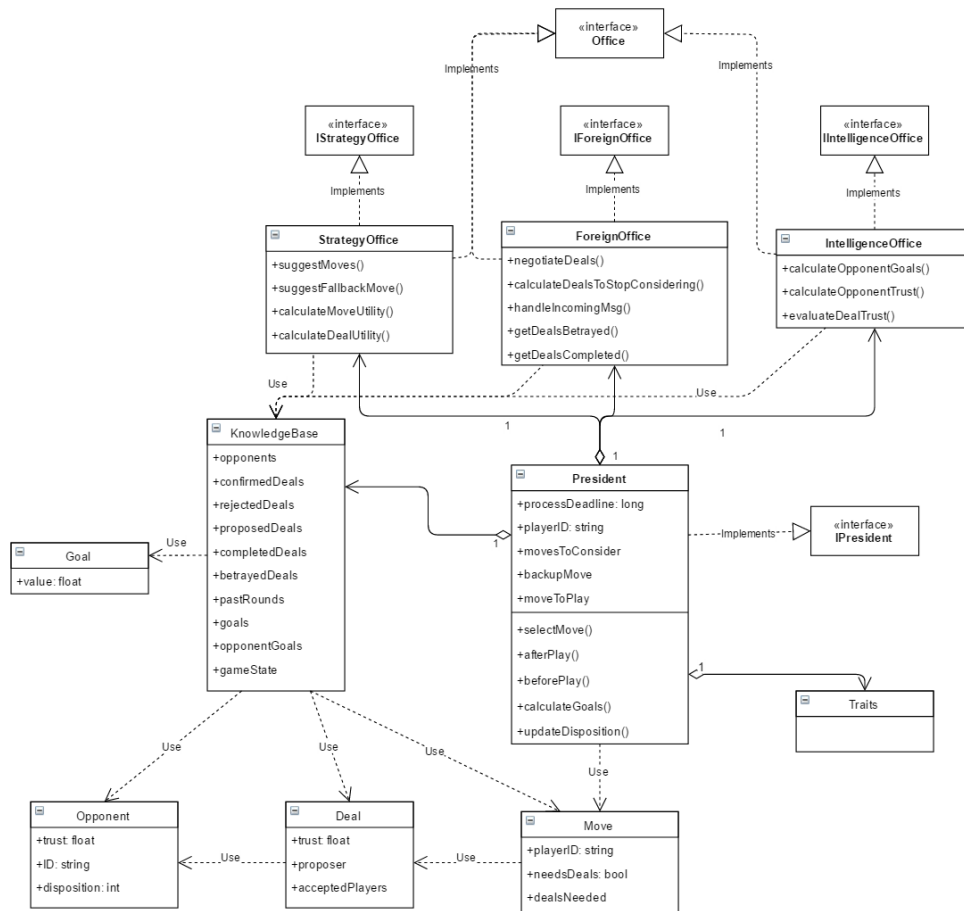 «interface»
Office
Implements
Implements
Implements
«interface»
IStrategyOffice
«interface»
IForeignOffice
«interface»
IIntelligenceOffice
Implements
Implements
Implements
StrategyOffice
+suggestMoves()
+suggestFallbackMove()
+calculateMoveUtility()
+calculateDealUtility()
ForeignOffice
+negotiateDeals()
+calculateDealsToStopConsidering()
+handleIncomingMsg()
+getDealsBetrayed()
+getDealsCompleted()
IntelligenceOffice
+calculateOpponentGoals()
+calculateOpponentTrust()
+evaluateDealTrust()
Use
Use
1
1
1
KnowledgeBase
+opponents
+confirmedDeals
+rejectedDeals
+proposedDeals
+completedDeals
+betrayedDeals
+pastRounds
+goals
+opponentGoals
+gameState
President
+processDeadline: long
+playerID: string
+movesToConsider
+backupMove
+moveToPlay
+selectMove()
+afterPlay()
+beforePlay()
+calculateGoals()
+updateDisposition()
1
Implements
«interface»
IPresident
Use
Goal
+value: float
1
Traits
Use
Use
Use
Use
Opponent
+trust: float
+ID: string
+disposition: int
Use
Deal
+trust: float
+proposer
+acceptedPlayers
Use
Move
+playerID: string
+needsDeals: bool
+dealsNeeded